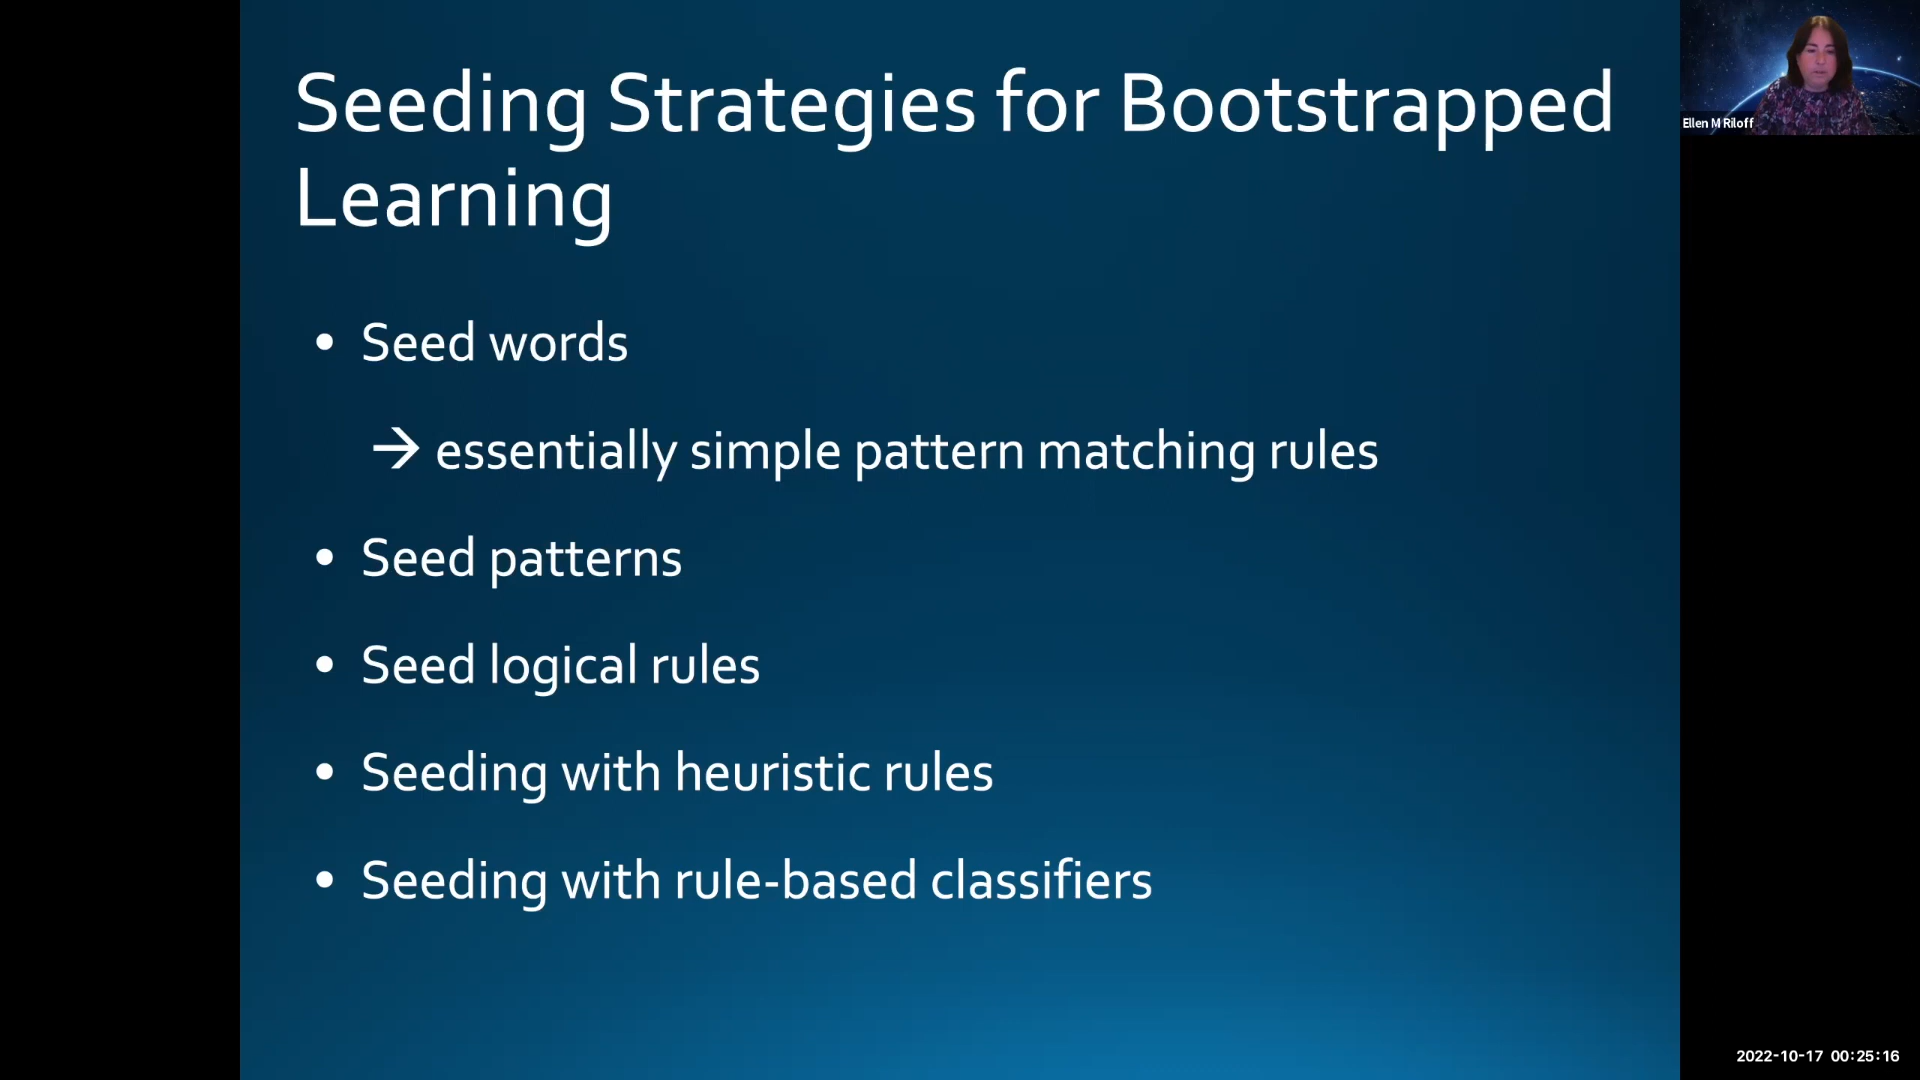 Seeding Strategies for Bootstrapped
Learning
• Seed words
→ essentially simple pattern matching rules
• Seed patterns
• Seed logical rules
• Seeding with heuristic rules
• Seeding with rule-based classifiers
Ellen M Riloff
2022-10-17 00:25:16